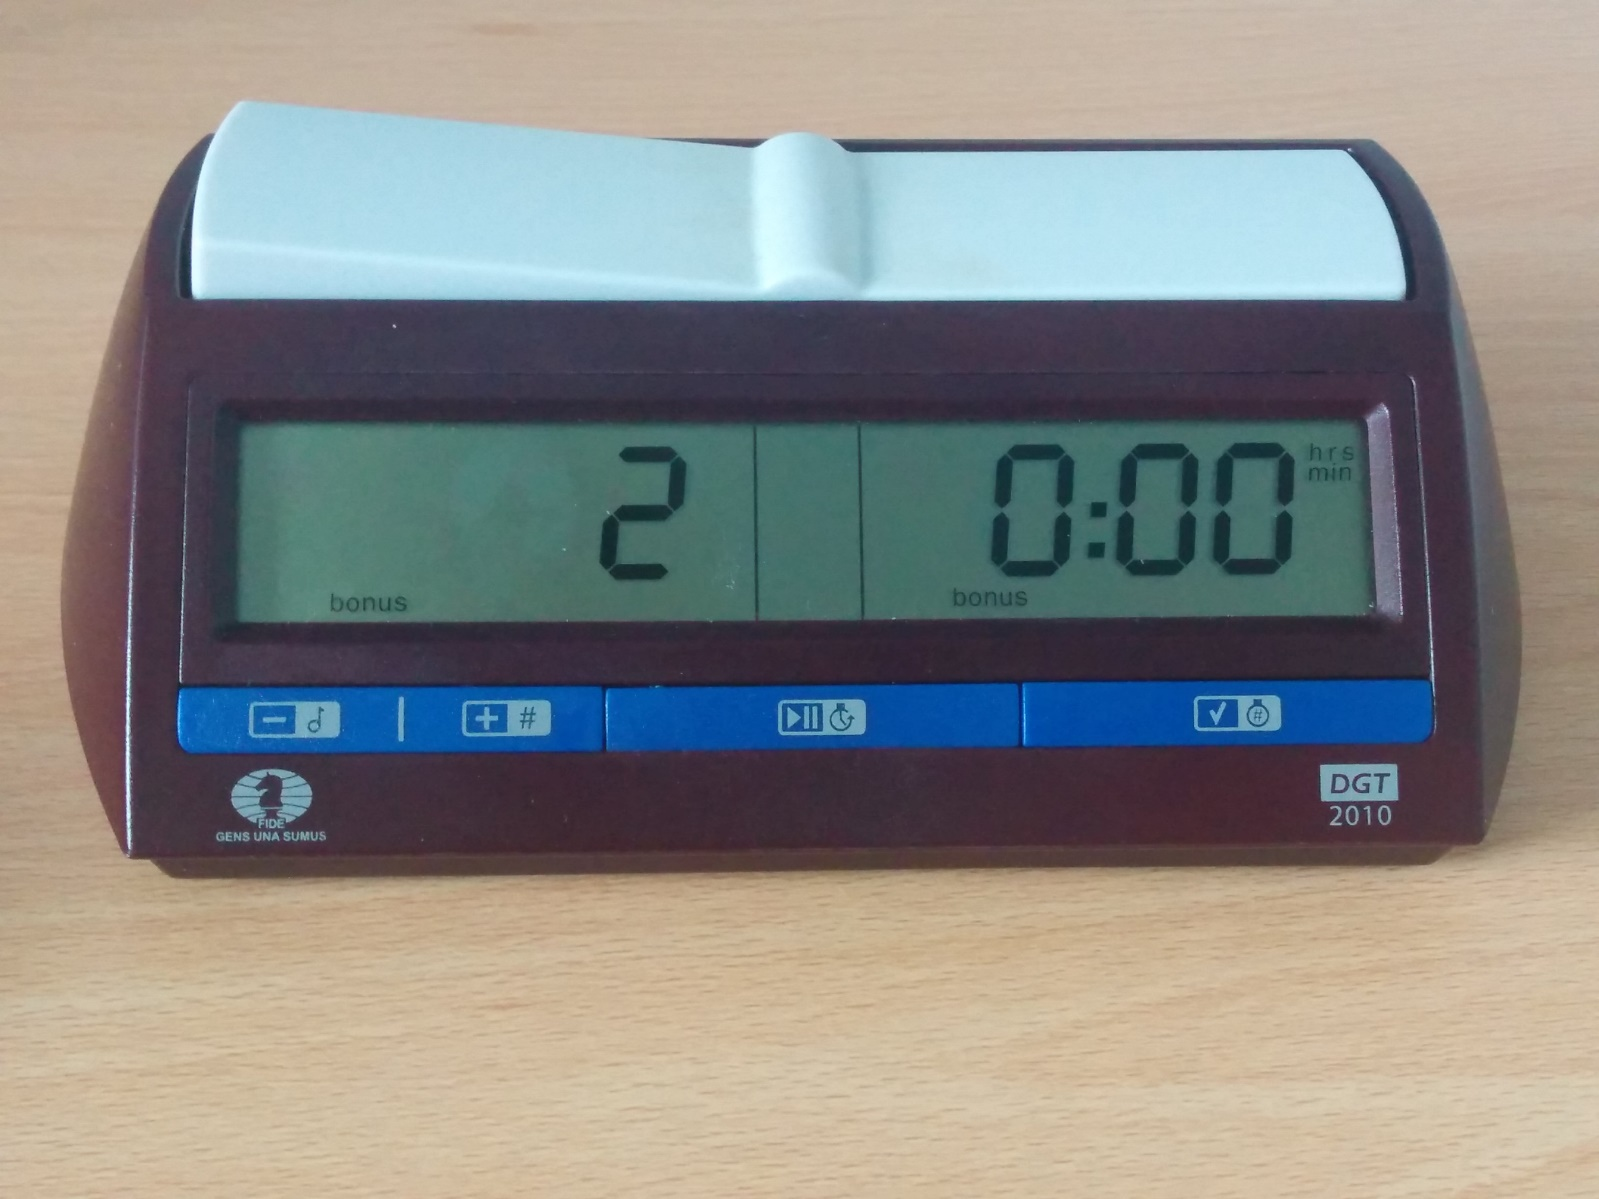 2 0:00 hrs
min
bonus bonus
- +  #
#
FIDE
GENS UNA SUMUS
DGT
2010